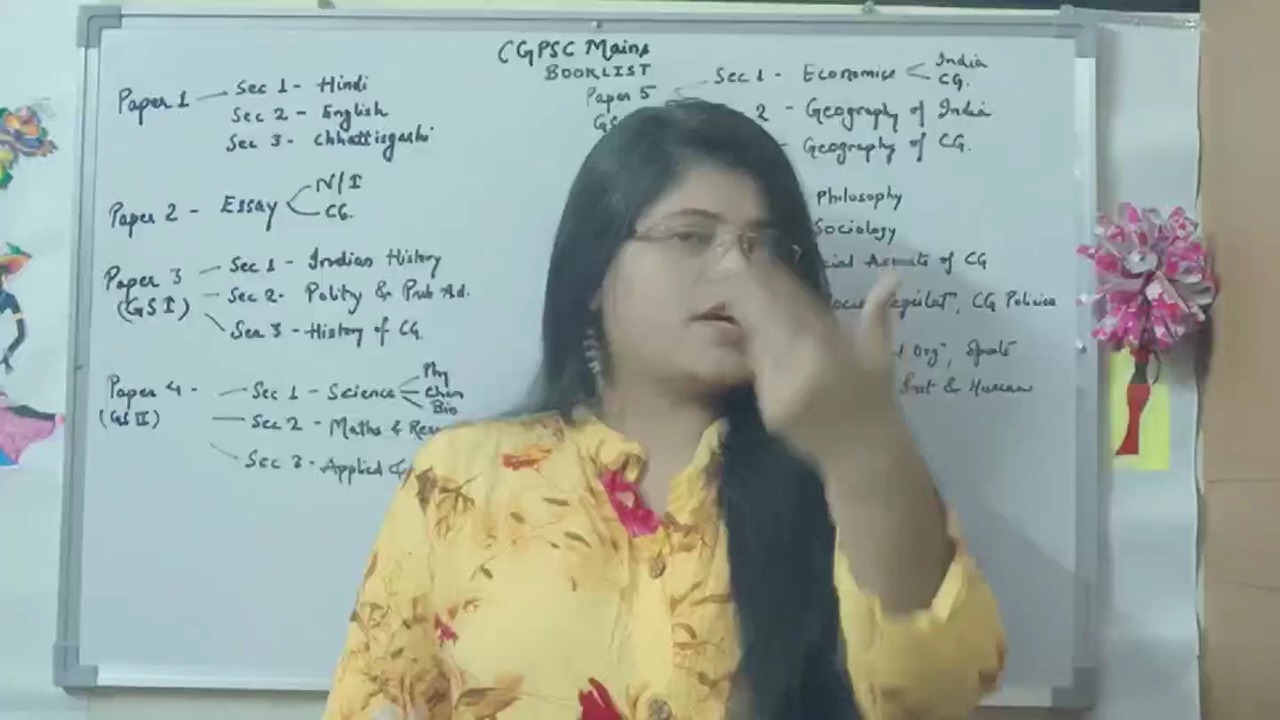 CGPSC Mains
BOOKLIST
Paper 1 - Sec 1 - Hindi
Sec 2 - English
Sec 3 - Chhattisgarhi
Paper 2 - Essay
N/I
CG.
Paper 3
(GS I)
Sec 1 - Indian History
Sec 2 - Polity & Pub Ad.
Sec 3 - History of CG.
Paper 4 -
(GS II)
Sec 1 - Science
Phy
Chem
Bio
Sec 2 - Maths &
Sec 3 - Applied
Paper 5
Sec 1 - Economics
India
CG.
2 - Geography of India
Geography of CG.
Philosophy
Sociology
of CG
CG Policies
& Human